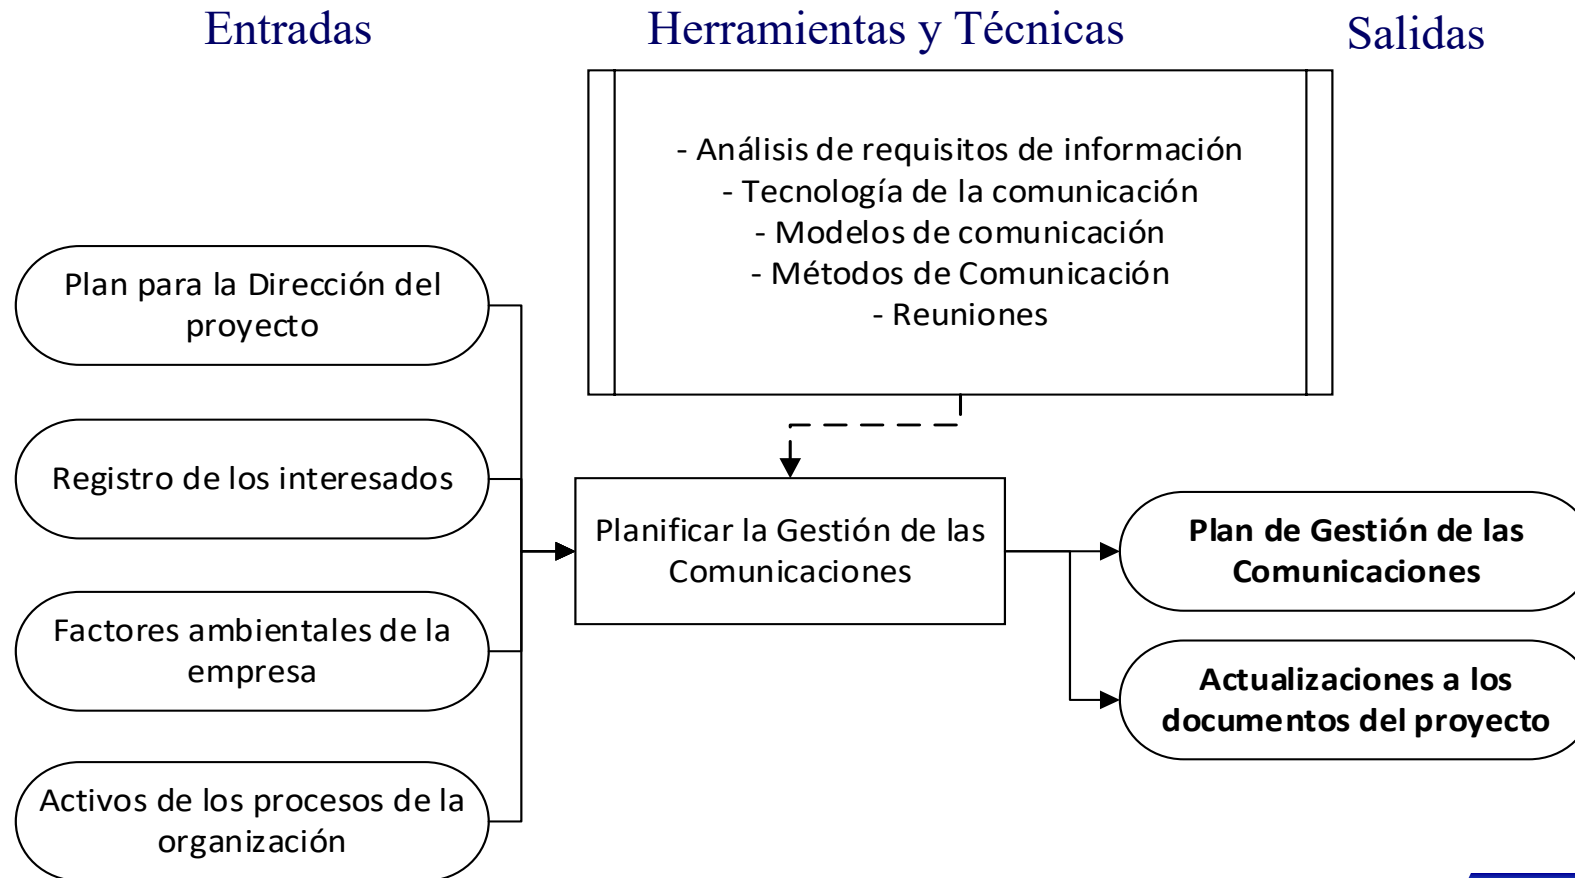 Entradas
Herramientas y Técnicas
Salidas
- Análisis de requisitos de información
- Tecnología de la comunicación
- Modelos de comunicación
- Métodos de Comunicación
- Reuniones
Plan para la Dirección del
proyecto
Registro de los interesados
Factores ambientales de la
empresa
Activos de los procesos de la
organización
Planificar la Gestión de las
Comunicaciones
Plan de Gestión de las
Comunicaciones
Actualizaciones a los
documentos del proyecto